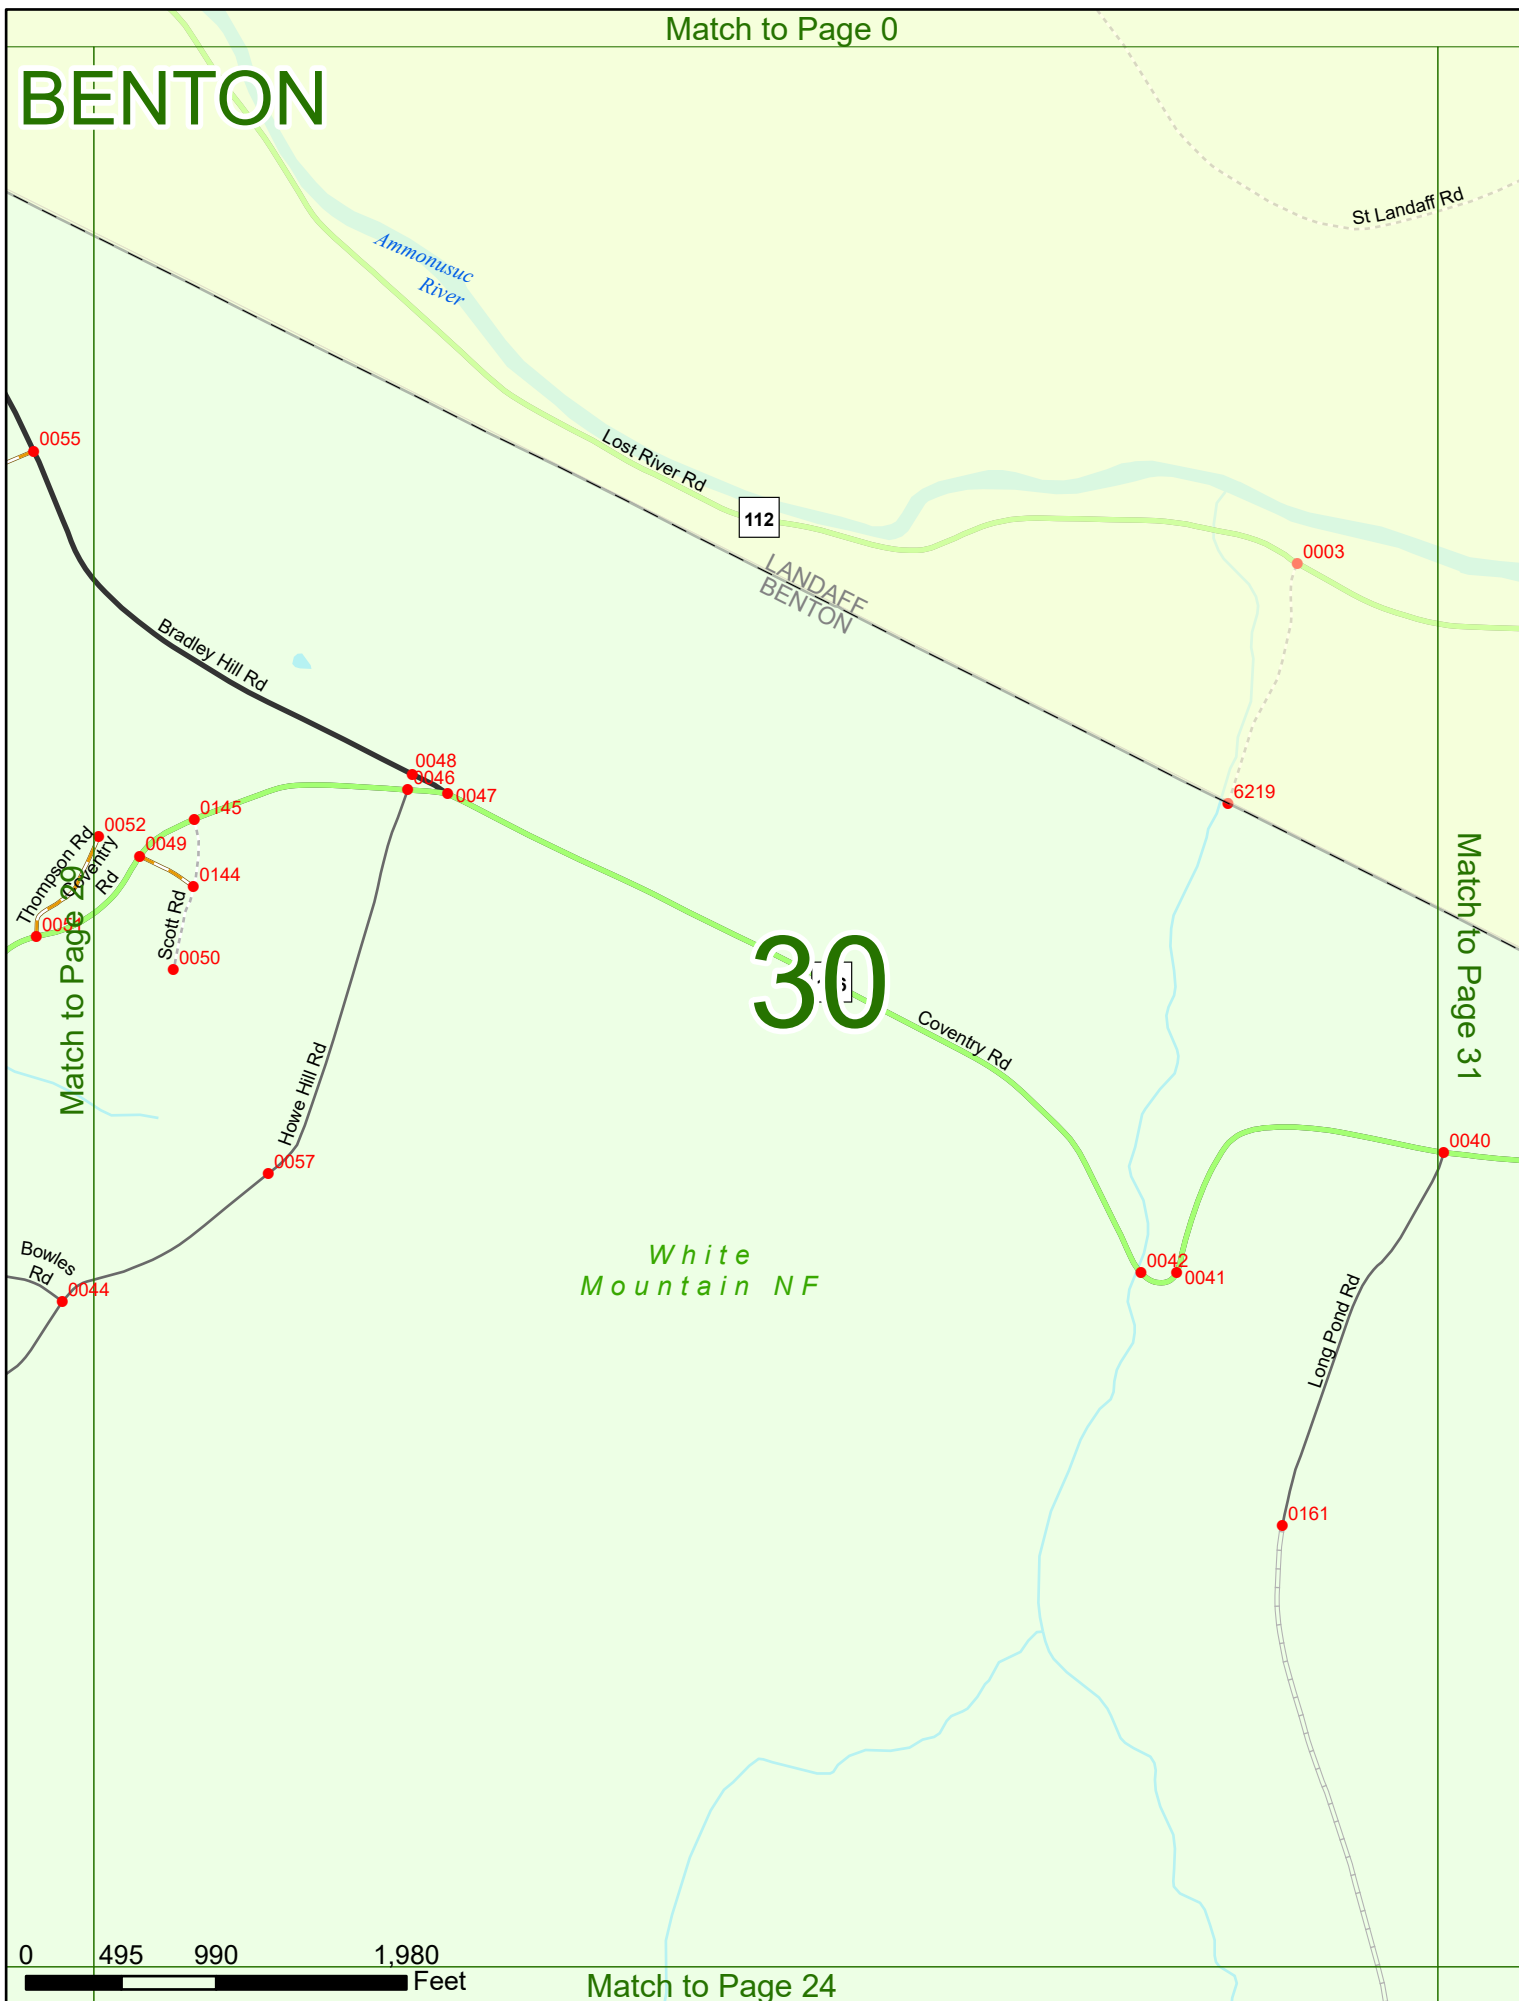 Match to Page 0
BENTON
St Landaff Rd
Ammonusuc
River
0055
Lost River Rd
112
0003
LANDAFF
BENTON
Bradley Hill Rd
0048
0046
0047
6219
0145
0052
0049
Thompson Rd
Coventry
Rd
0144
Match to Page 29
0051
Scott Rd
0050
Match to Page 31
30
Coventry Rd
Howe Hill Rd
0040
0057
White
Mountain NF
Bowles
Rd
0044
0042
0041
Long Pond Rd
0161
0 495 990 1,980
Feet
Match to Page 24